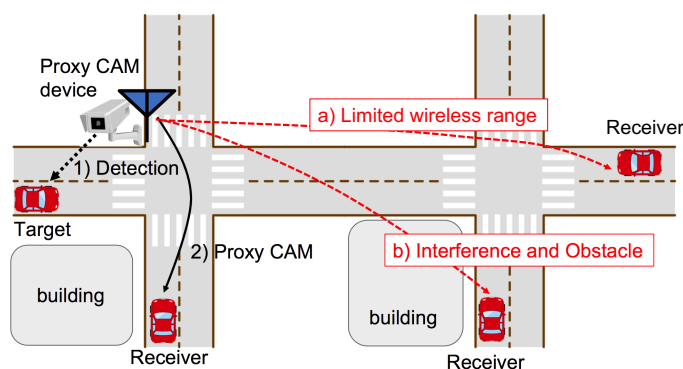 Proxy CAM
device
a) Limited wireless range
Receiver
1) Detection
Target
2) Proxy CAM
b) Interference and Obstacle
building
building
Receiver
Receiver